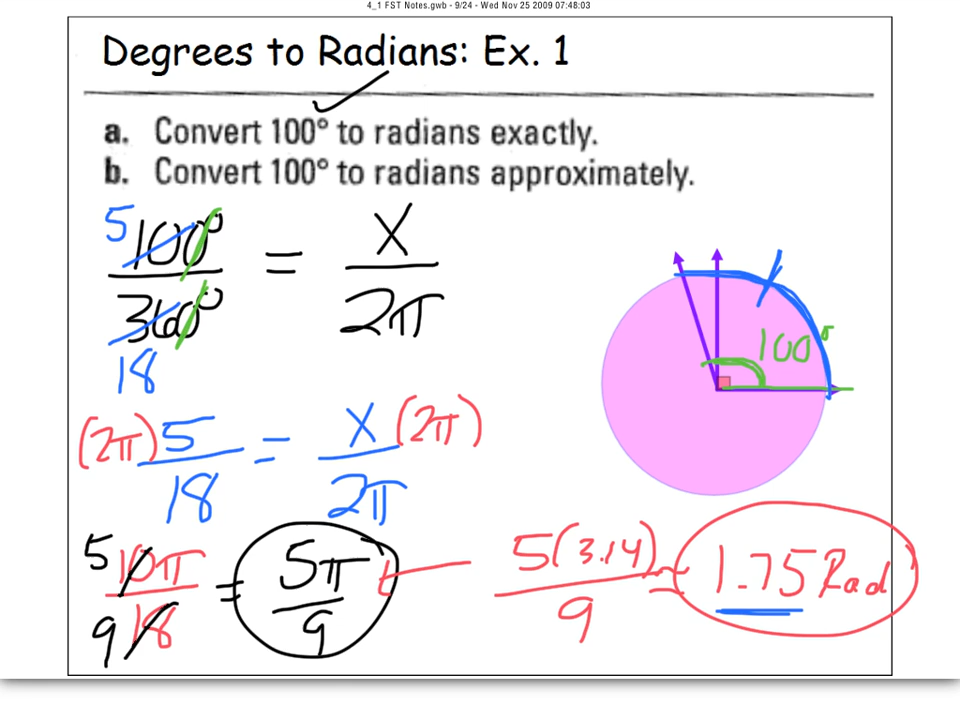 4_1 FST Notes.gwb - 9/24 - Wed Nov 25 2009 07:48:03
Degrees to Radians: Ex. 1
a. Convert 100° to radians exactly.
b. Convert 100° to radians approximately.
5 100° / 360° 18 = x / 2π
100°
(2π) 5 / 18 = x / 2π (2π)
5 10π / 9 18 = 5π / 9
5(3.14) / 9 = 1.75 Rad